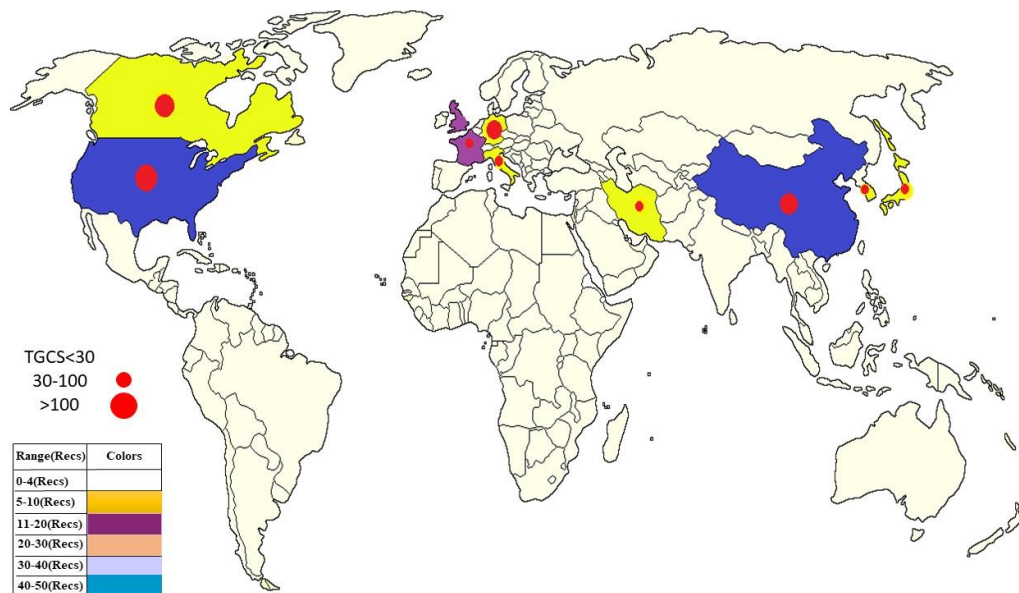 TGCS<30
30-100
>100
Range(Recs) Colors
0-4(Recs)
5-10(Recs)
11-20(Recs)
20-30(Recs)
30-40(Recs)
40-50(Recs)